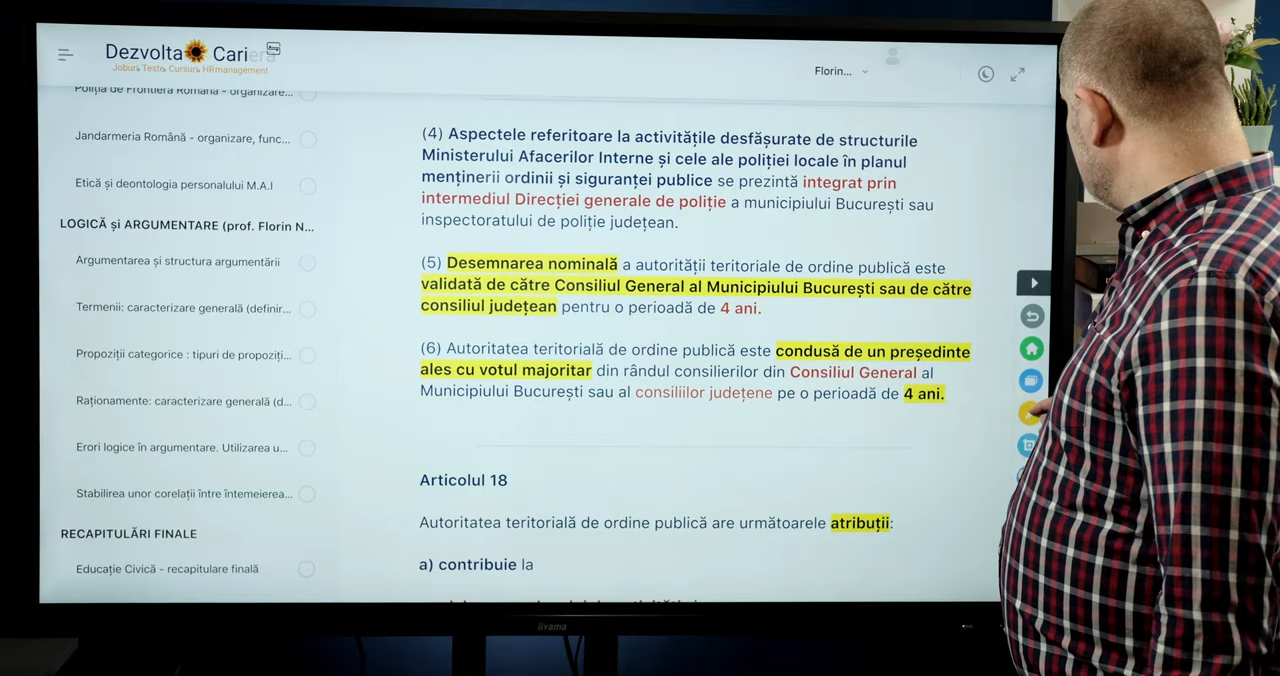 Dezvolta Cariera
Joburi, Teste, Cursuri, HRmanagement
Florin...
Poliția de Frontieră Română - organizare...
Jandarmeria Română - organizare, func...
Etică și deontologia personalului M.A.I
LOGICĂ și ARGUMENTARE (prof. Florin N...
Argumentarea și structura argumentării
Termenii: caracterizare generală (definir...
Propoziții categorice : tipuri de propoziți...
Raționamente: caracterizare generală (d...
Erori logice în argumentare. Utilizarea u...
Stabilirea unor corelații între întemeierea...
RECAPITULĂRI FINALE
Educație Civică - recapitulare finală
(4) Aspectele referitoare la activitățile desfășurate de structurile
Ministerului Afacerilor Interne și cele ale poliției locale în planul
menținerii ordinii și siguranței publice se prezintă integrat prin
intermediul Direcției generale de poliție a municipiului București sau
inspectoratului de poliție județean.
(5) Desemnarea nominală a autorității teritoriale de ordine publică este
validată de către Consiliul General al Municipiului București sau de către
consiliul județean pentru o perioadă de 4 ani.
(6) Autoritatea teritorială de ordine publică este condusă de un președinte
ales cu votul majoritar din rândul consilierilor din Consiliul General al
Municipiului București sau al consiliilor județene pe o perioadă de 4 ani.
Articolul 18
Autoritatea teritorială de ordine publică are următoarele atribuții:
a) contribuie la
iiyama